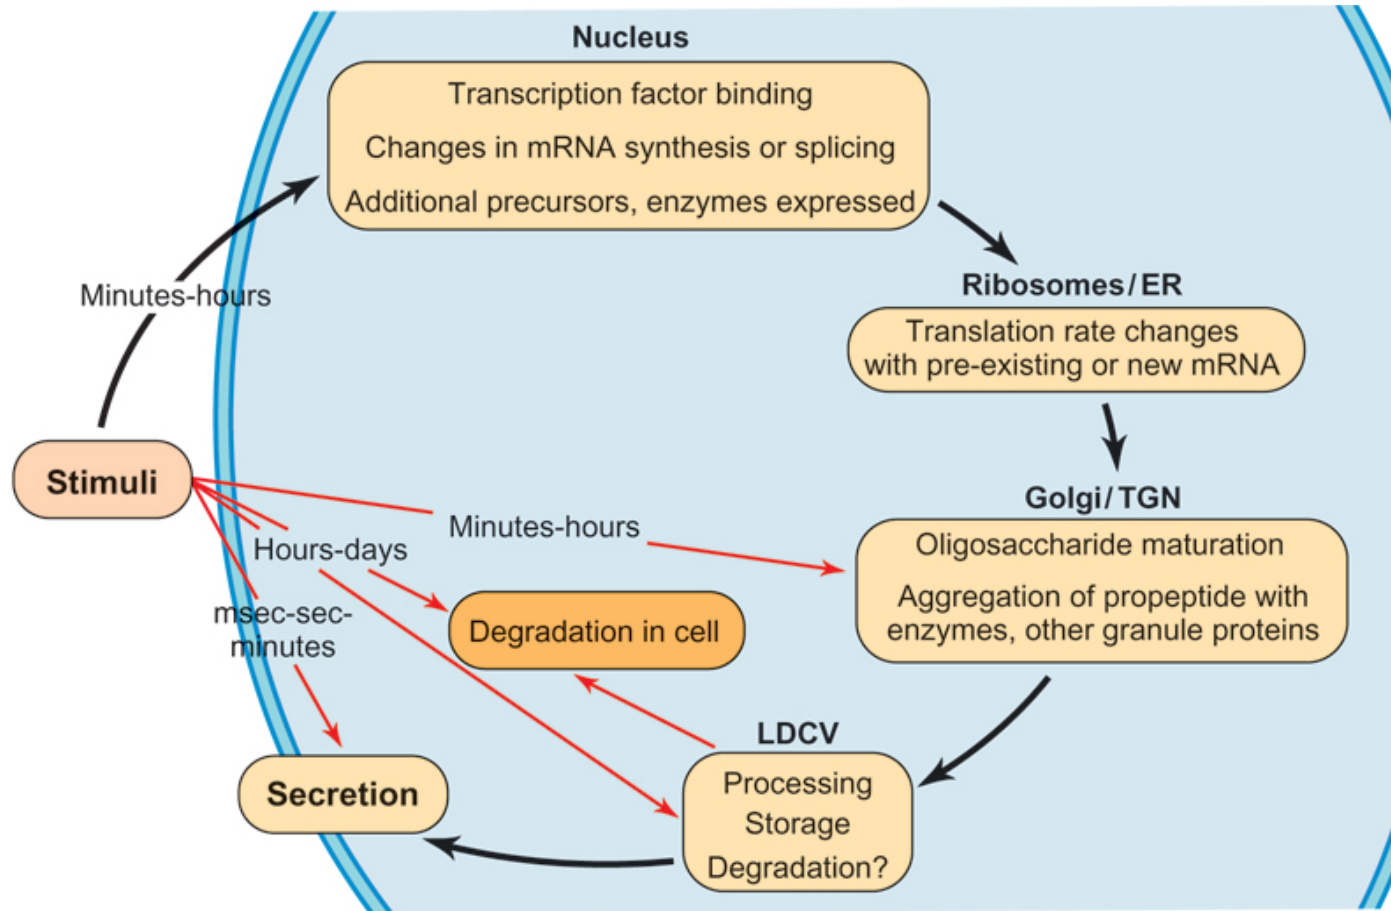 Nucleus
Transcription factor binding
Changes in mRNA synthesis or splicing
Additional precursors, enzymes expressed
Minutes-hours
Ribosomes/ER
Translation rate changes
with pre-existing or new mRNA
Stimuli
Golgi/TGN
Minutes-hours
Oligosaccharide maturation
Hours-days
Aggregation of propeptide with
enzymes, other granule proteins
msec-sec-
minutes
Degradation in cell
LDCV
Processing
Storage
Degradation?
Secretion